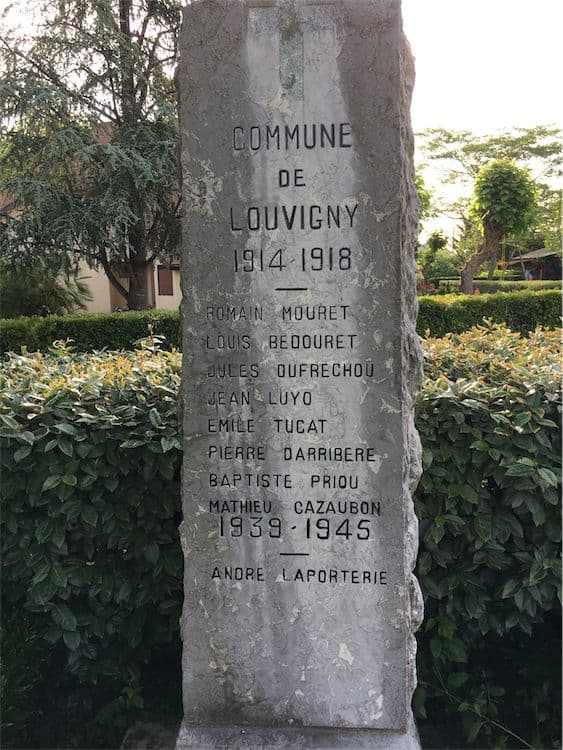 COMMUNE
DE
LOUVIGNY
1914-1918
ROMAIN MOURET
LOUIS BEDOURET
JULES DUFRECHOU
JEAN LUYO
EMILE TUCAT
PIERRE DARRIBERE
BAPTISTE PRIOU
MATHIEU CAZAUBON
1939-1945
ANDRE LAPORTERIE